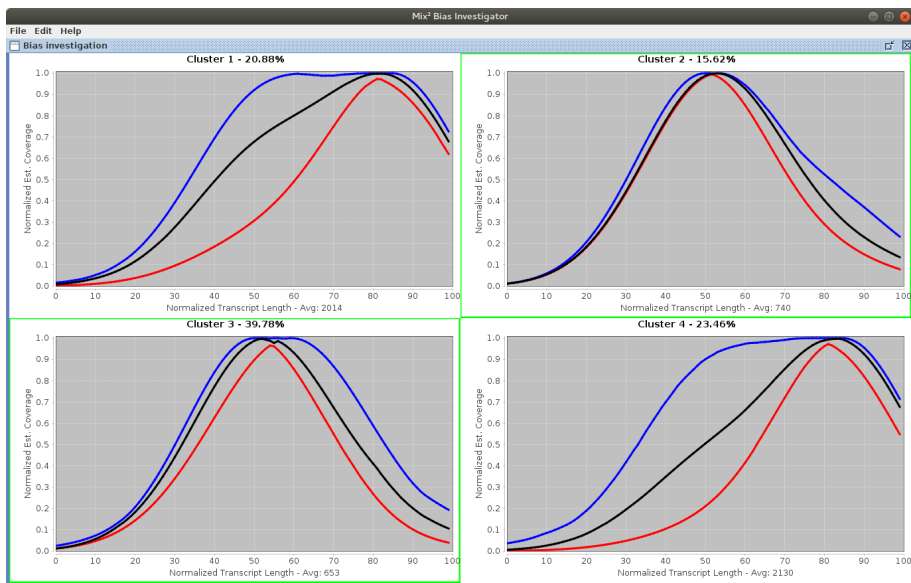 Mix² Bias Investigator
File Edit Help
Bias investigation
Cluster 1 - 20.88%
Normalized Est. Coverage
1.0
0.9
0.8
0.7
0.6
0.5
0.4
0.3
0.2
0.1
0.0
0 10 20 30 40 50 60 70 80 90 100
Normalized Transcript Length - Avg: 2014
Cluster 2 - 15.62%
Normalized Est. Coverage
1.0
0.9
0.8
0.7
0.6
0.5
0.4
0.3
0.2
0.1
0.0
0 10 20 30 40 50 60 70 80 90 100
Normalized Transcript Length - Avg: 740
Cluster 3 - 39.78%
Normalized Est. Coverage
1.0
0.9
0.8
0.7
0.6
0.5
0.4
0.3
0.2
0.1
0.0
0 10 20 30 40 50 60 70 80 90 100
Normalized Transcript Length - Avg: 653
Cluster 4 - 23.46%
Normalized Est. Coverage
1.0
0.9
0.8
0.7
0.6
0.5
0.4
0.3
0.2
0.1
0.0
0 10 20 30 40 50 60 70 80 90 100
Normalized Transcript Length - Avg: 2130